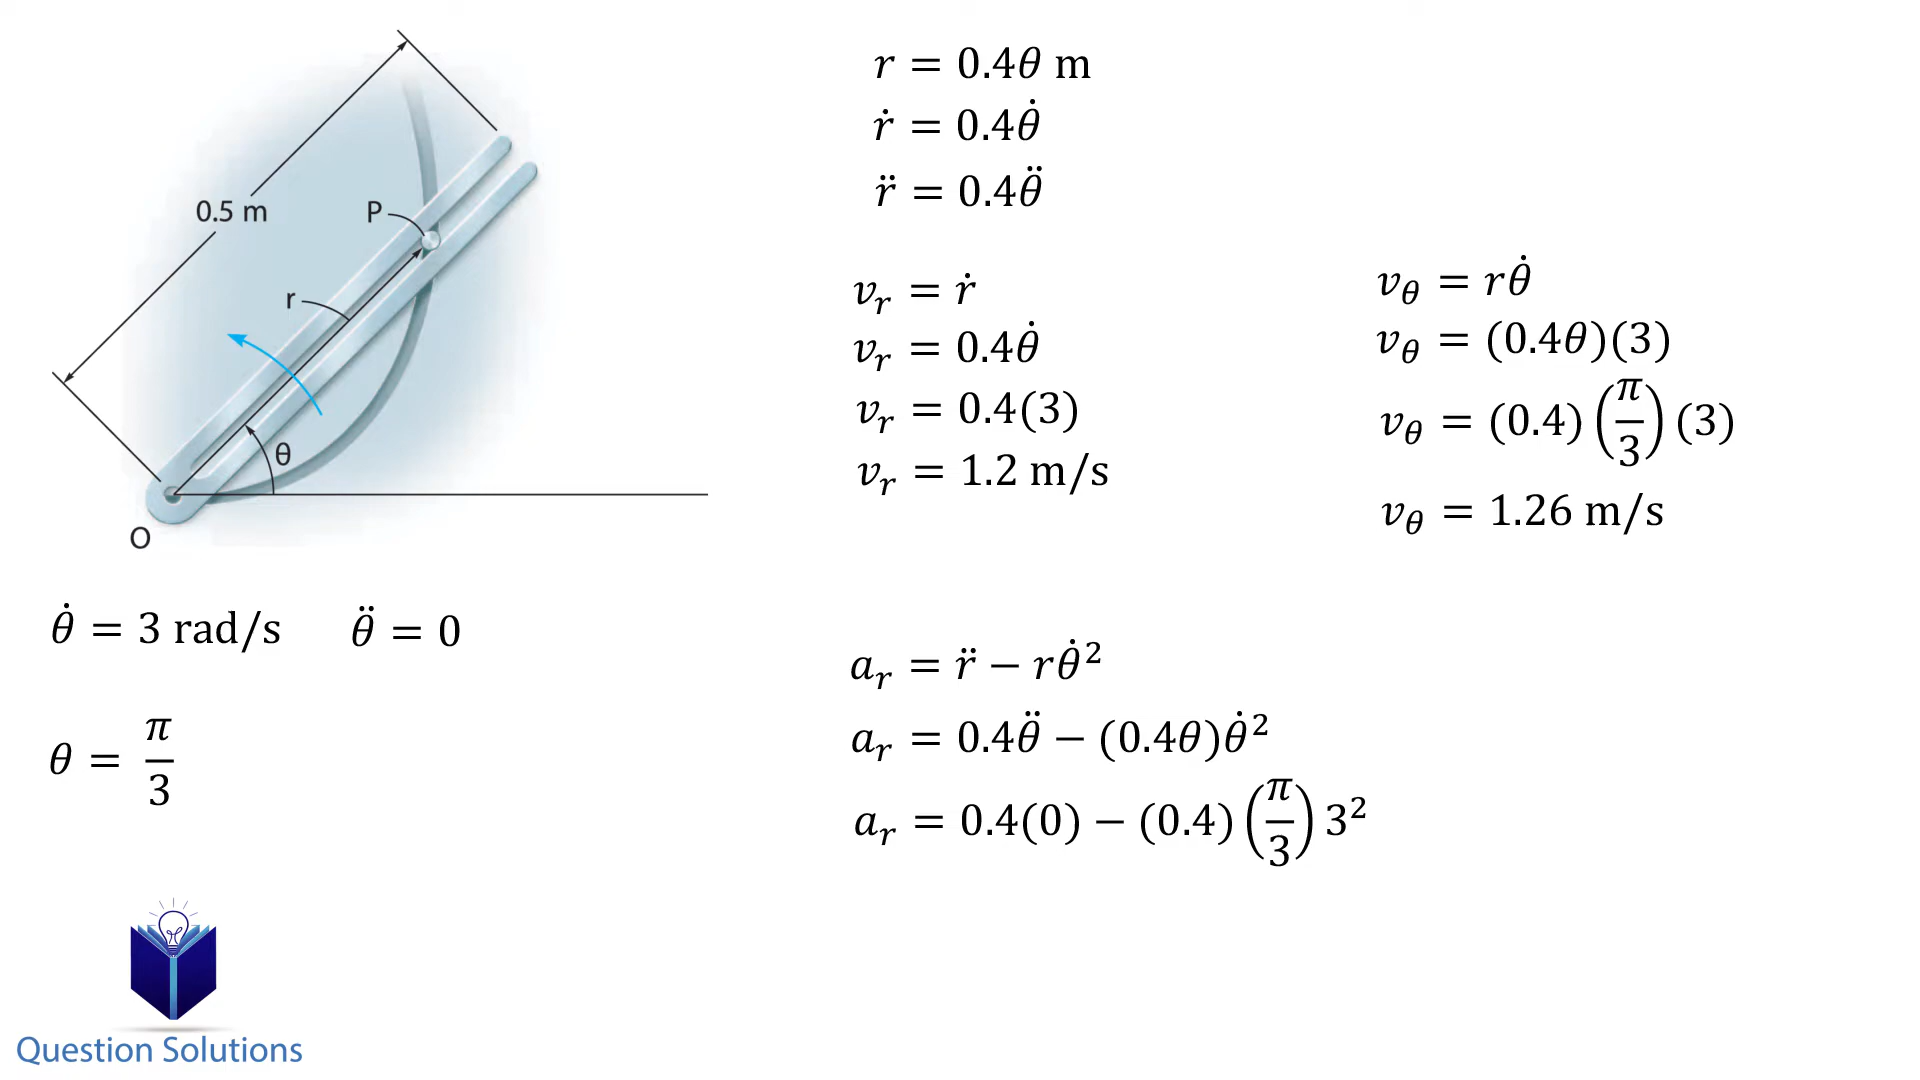 0.5 m
P
r
θ
O
θ̇ = 3 rad/s θ̈ = 0
θ = π/3
r = 0.4θ m
ṙ = 0.4θ̇
r̈ = 0.4θ̈
v_r = ṙ
v_r = 0.4θ̇
v_r = 0.4(3)
v_r = 1.2 m/s
v_θ = rθ̇
v_θ = (0.4θ)(3)
v_θ = (0.4)(π/3)(3)
v_θ = 1.26 m/s
a_r = r̈ − rθ̇²
a_r = 0.4θ̈ − (0.4θ)θ̇²
a_r = 0.4(0) − (0.4)(π/3)3²
Question Solutions